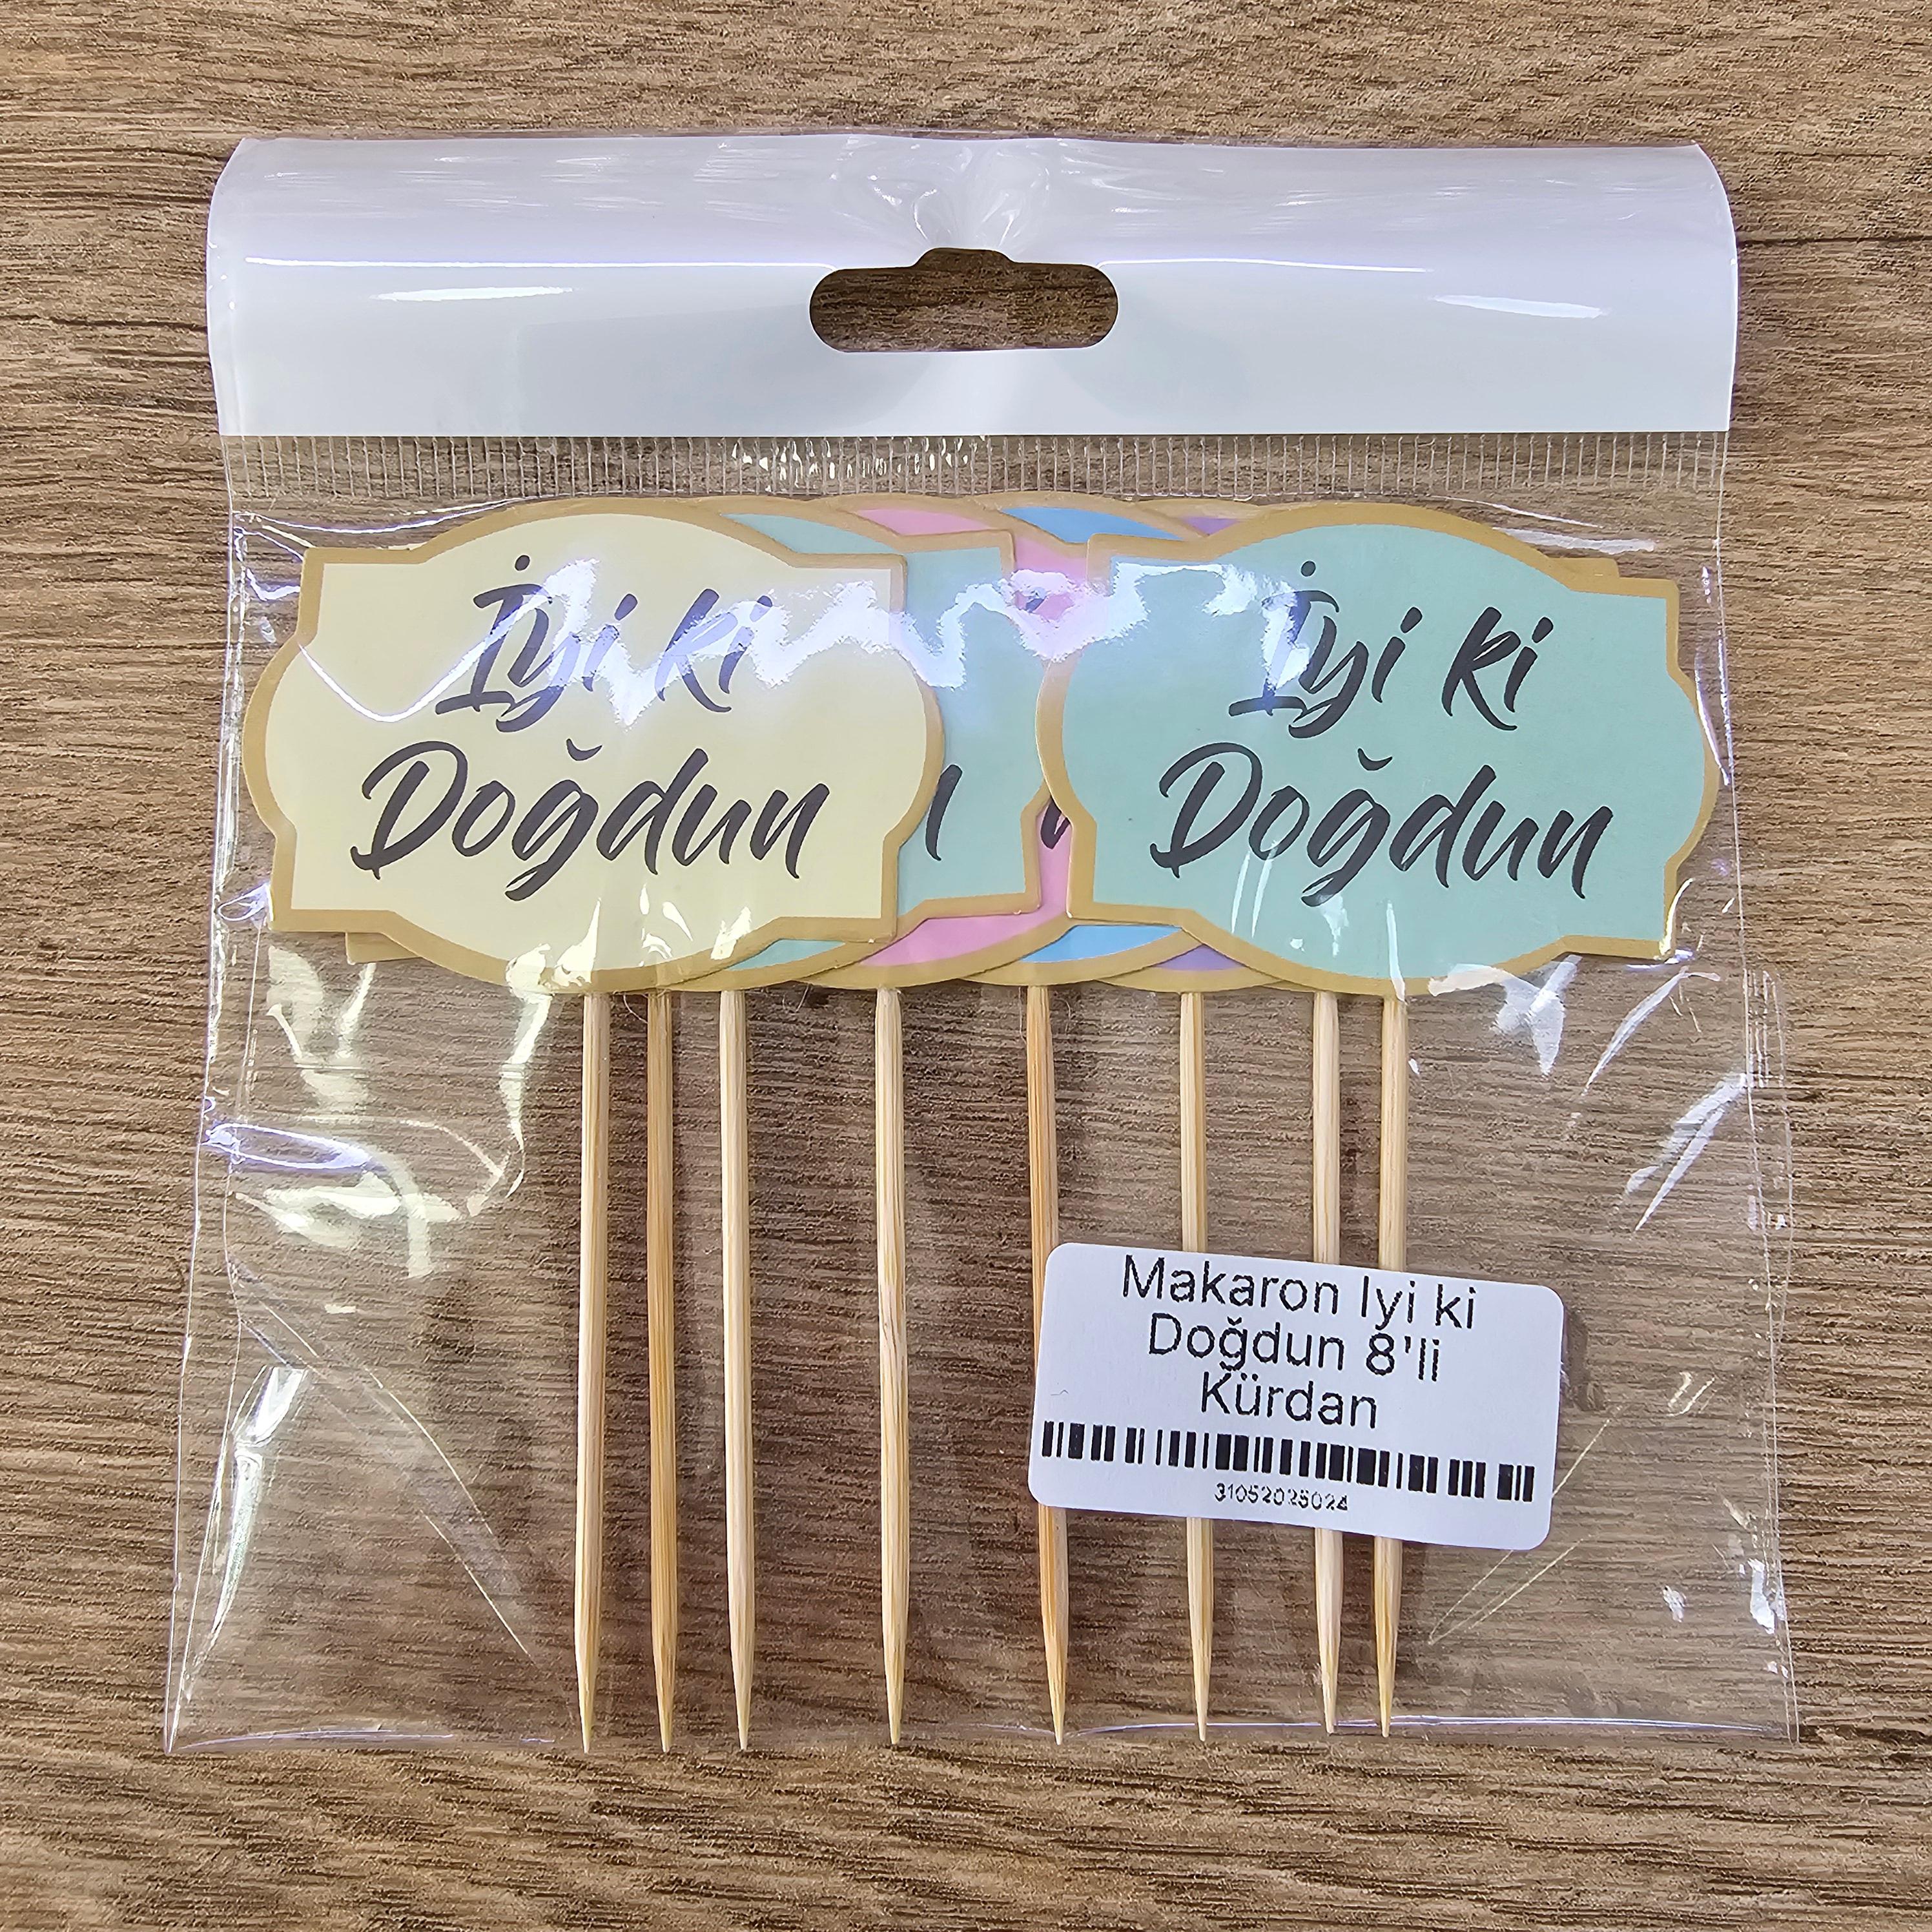 İyi ki
Doğdun
İyi ki
Doğdun
Makaron Iyi ki
Doğdun 8'li
Kürdan
31052025024